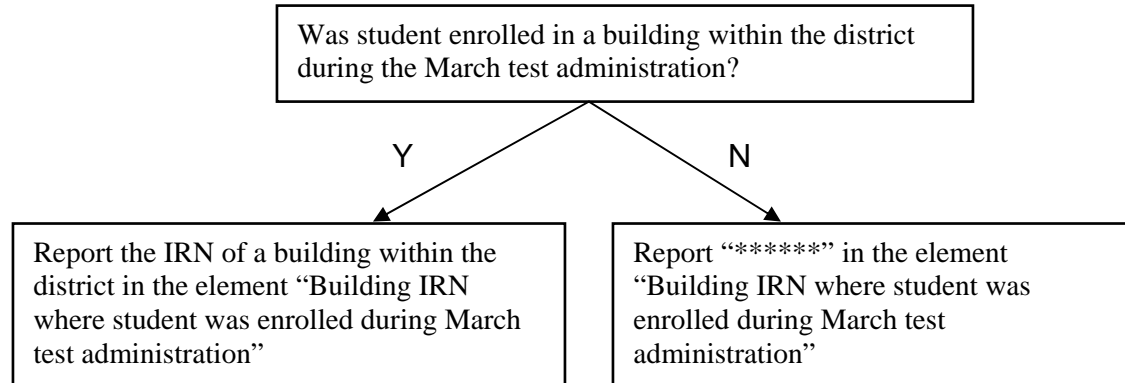 Was student enrolled in a building within the district
during the March test administration?
Y
N
Report the IRN of a building within the
district in the element “Building IRN
where student was enrolled during March
test administration”
Report “******” in the element
“Building IRN where student was
enrolled during March test
administration”